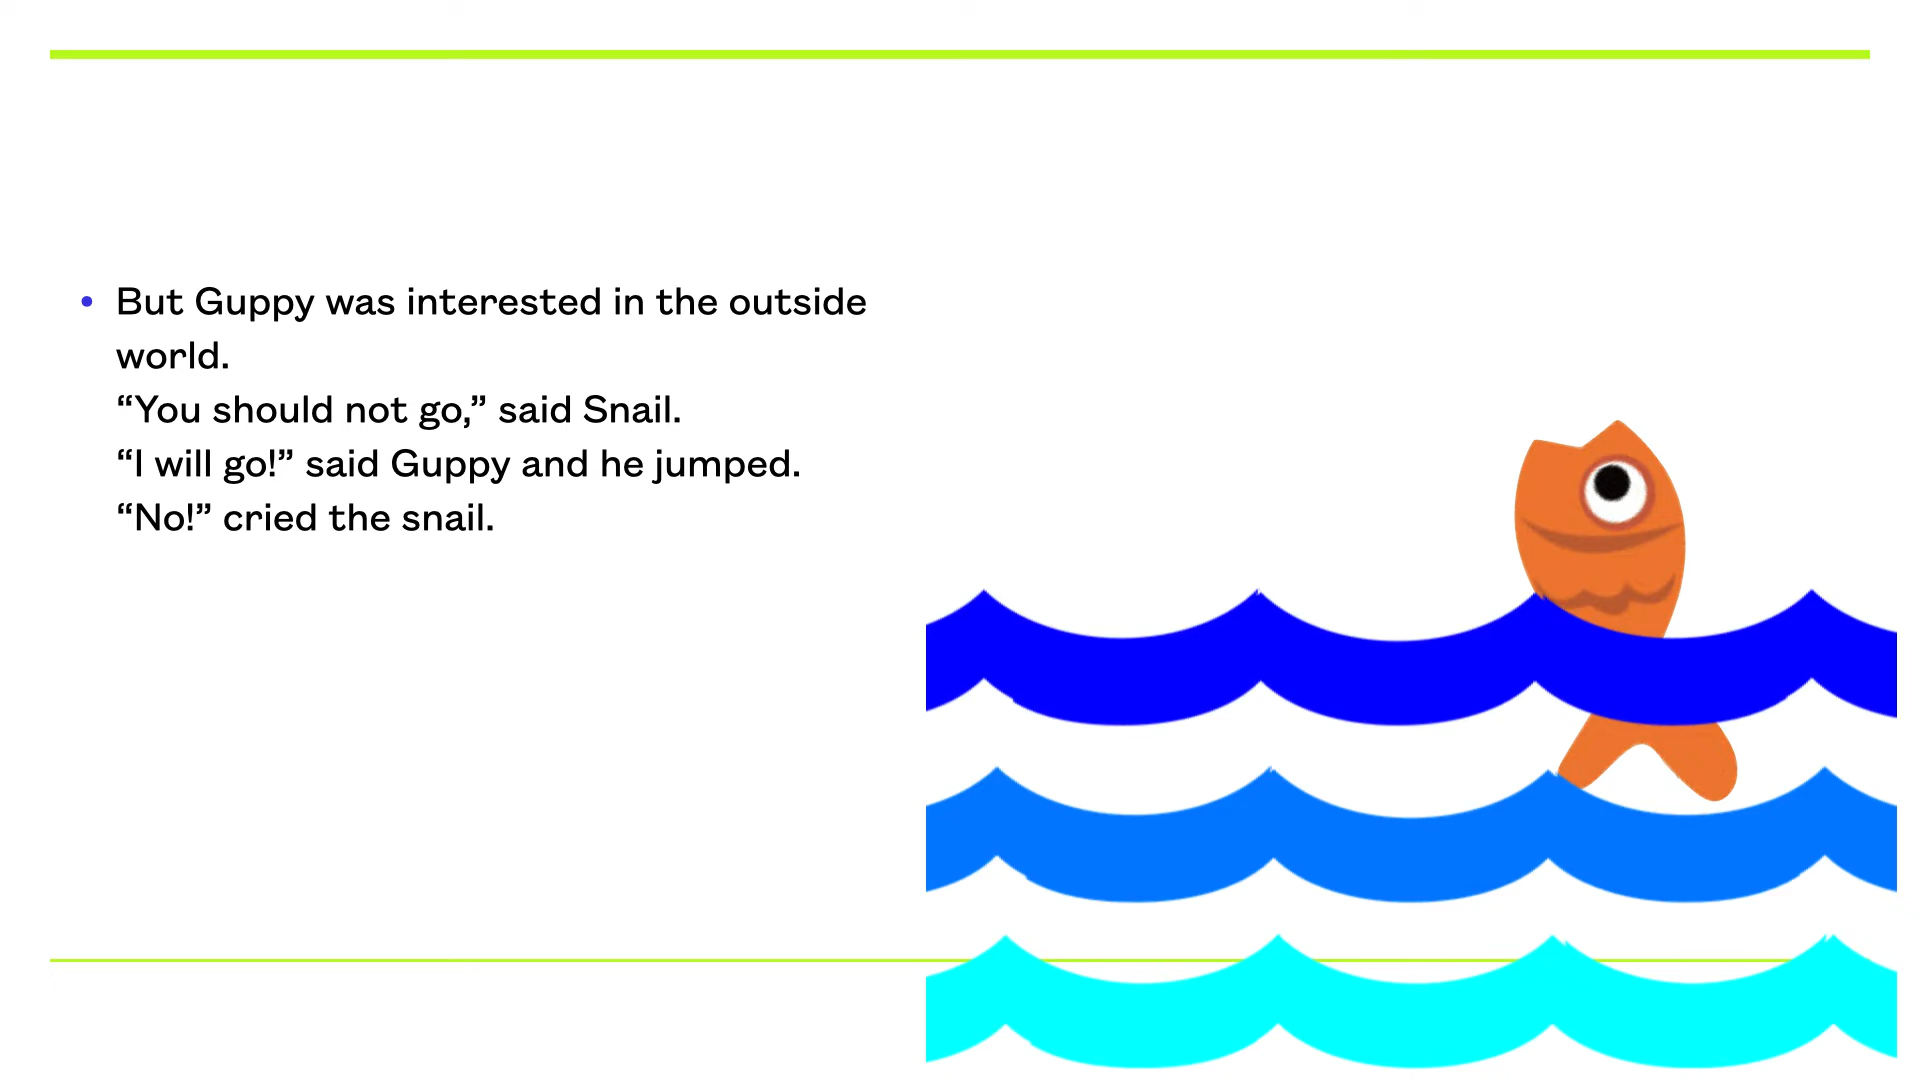 • But Guppy was interested in the outside
world.
“You should not go,” said Snail.
“I will go!” said Guppy and he jumped.
“No!” cried the snail.